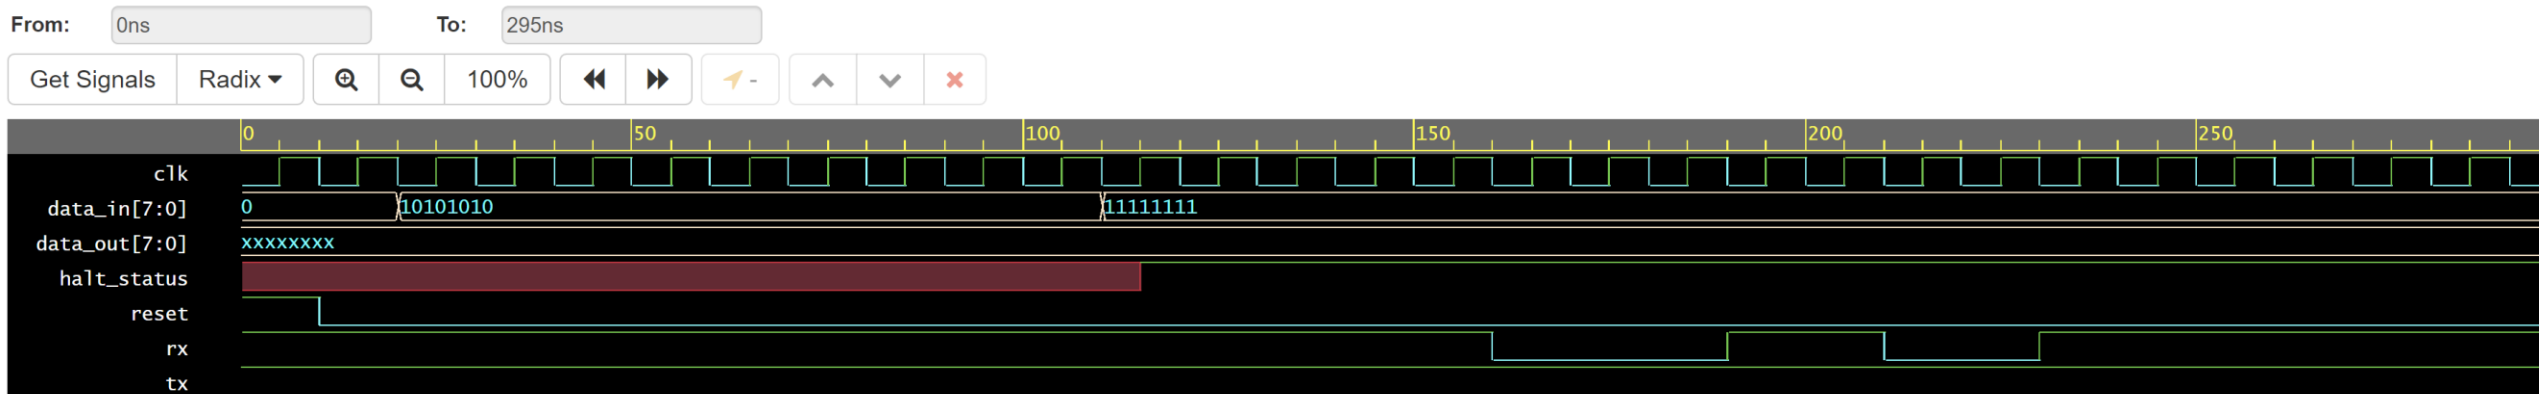 From: 0ns To: 295ns
Get Signals Radix 100% -
0 50 100 150 200 250
clk
data_in[7:0] 0 10101010 11111111
data_out[7:0] xxxxxxxx
halt_status
reset
rx
tx